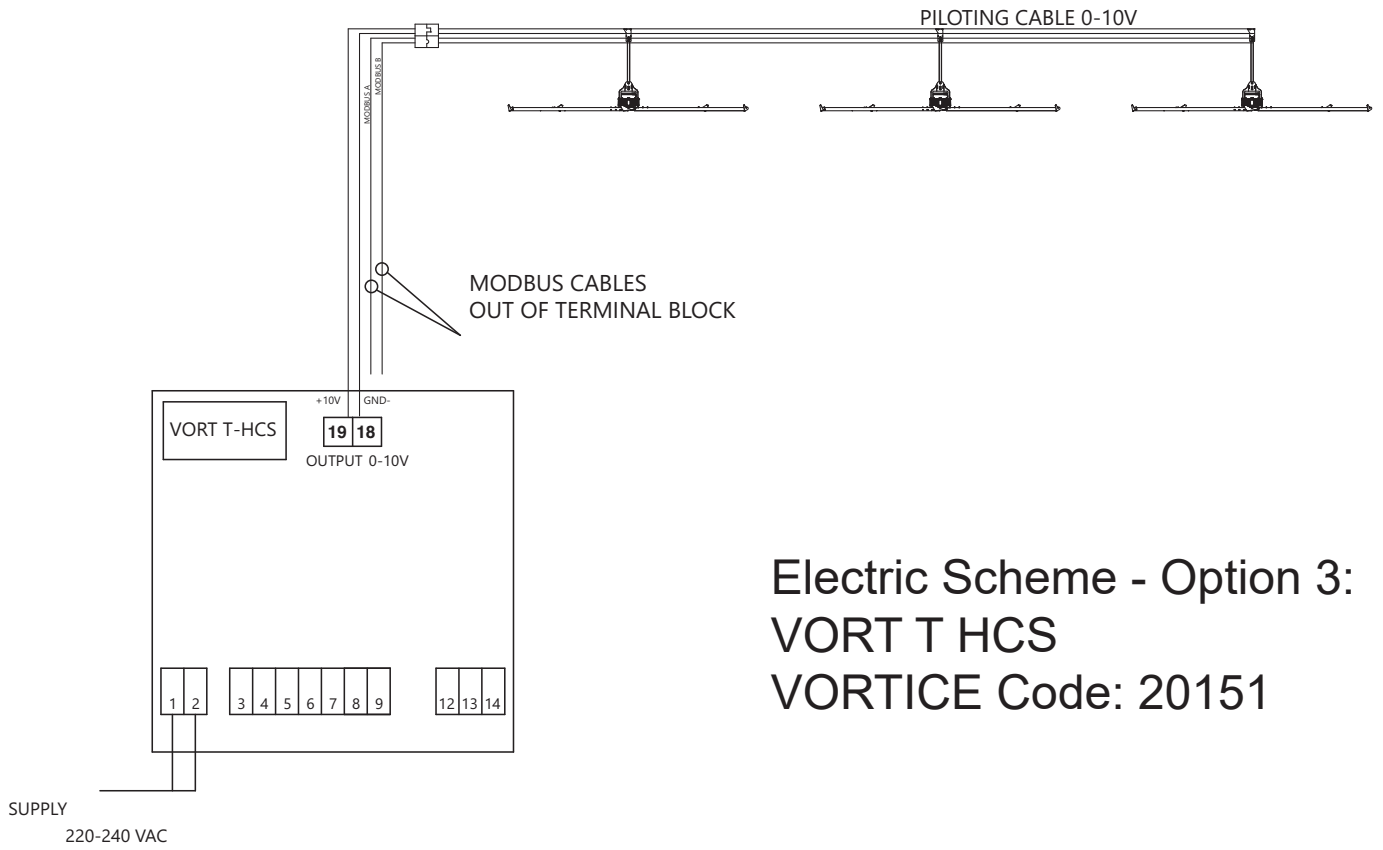 PILOTING CABLE 0-10V
MODBUS A
MODBUS B
MODBUS CABLES
OUT OF TERMINAL BLOCK
+10V
GND-
VORT T-HCS
19
18
OUTPUT 0-10V
Electric Scheme - Option 3:
VORT T HCS
VORTICE Code: 20151
1 2 3 4 5 6 7 8 9 12 13 14
SUPPLY
220-240 VAC